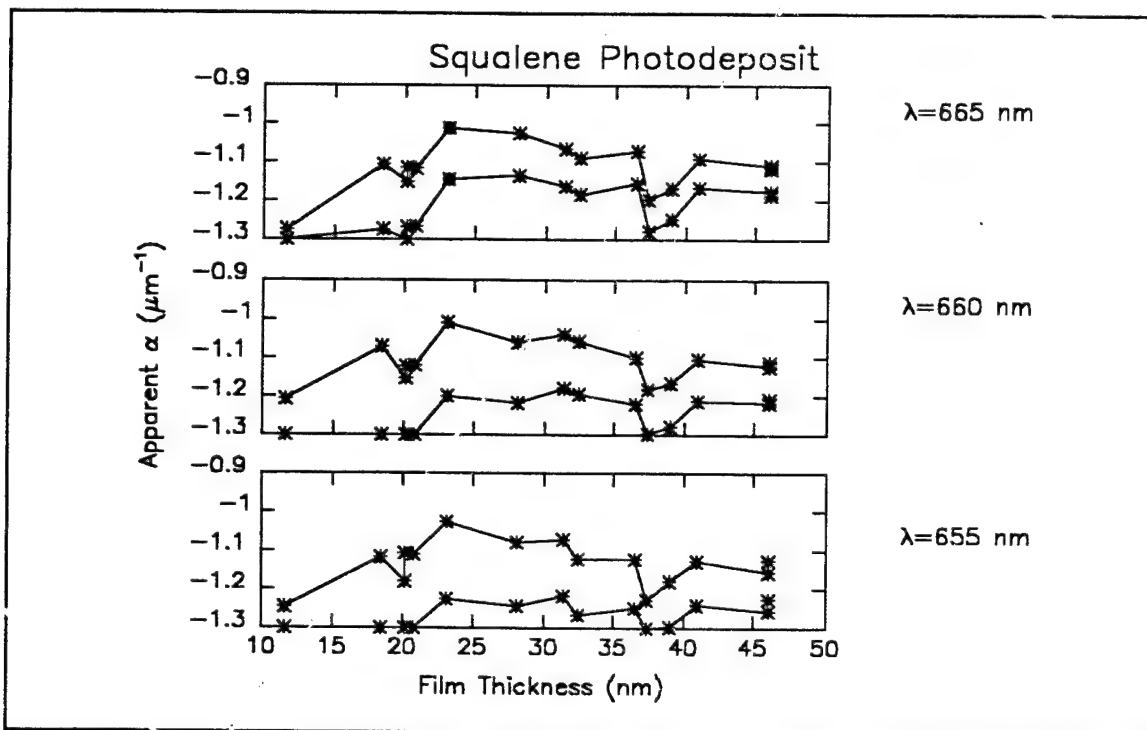 Squalene Photodeposit
λ=665 nm
-0.9
-1
-1.1
-1.2
-1.3
λ=660 nm
-0.9
-1
-1.1
-1.2
-1.3
λ=655 nm
-0.9
-1
-1.1
-1.2
-1.3
Apparent α (μm⁻¹)
10 15 20 25 30 35 40 45 50
Film Thickness (nm)